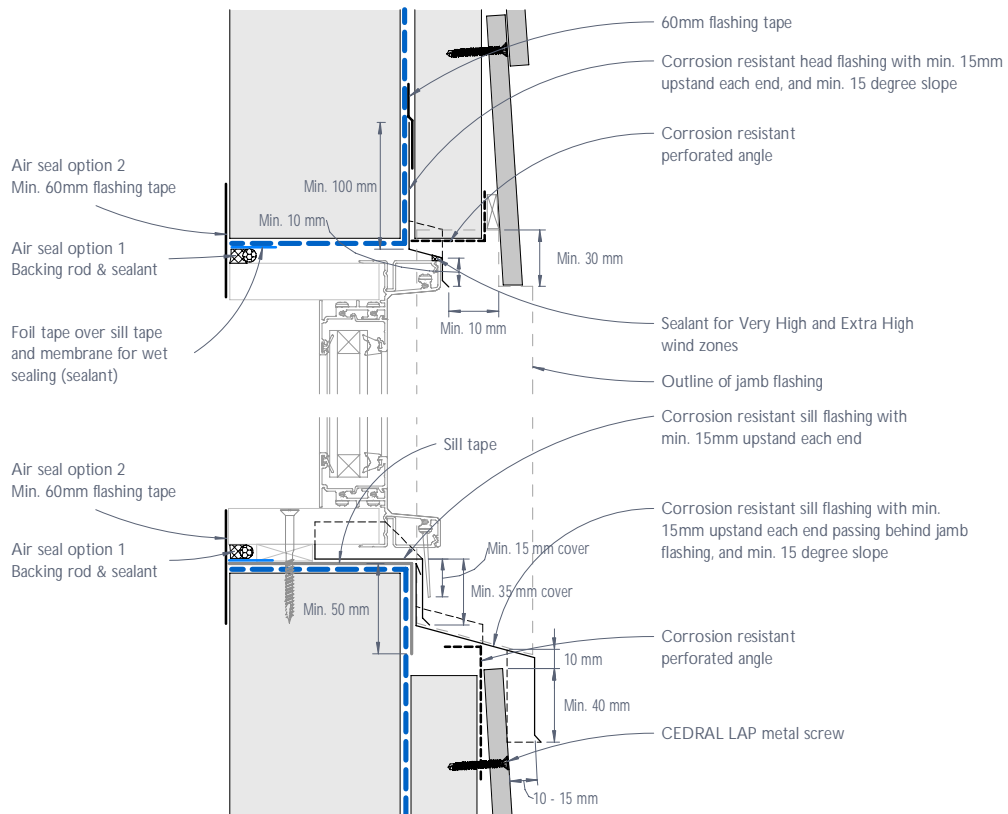 60mm flashing tape
Corrosion resistant head flashing with min. 15mm
upstand each end, and min. 15 degree slope
Corrosion resistant
perforated angle
Air seal option 2
Min. 60mm flashing tape
Min. 100 mm
Min. 10 mm
Air seal option 1
Backing rod & sealant
Min. 30 mm
Min. 10 mm
Foil tape over sill tape
and membrane for wet
sealing (sealant)
Sealant for Very High and Extra High
wind zones
Outline of jamb flashing
Corrosion resistant sill flashing with
min. 15mm upstand each end
Sill tape
Air seal option 2
Min. 60mm flashing tape
Corrosion resistant sill flashing with min.
15mm upstand each end passing behind jamb
flashing, and min. 15 degree slope
Air seal option 1
Backing rod & sealant
Min. 15 mm cover
Min. 35 mm cover
Min. 50 mm
Corrosion resistant
perforated angle
10 mm
Min. 40 mm
CEDRAL LAP metal screw
10 - 15 mm